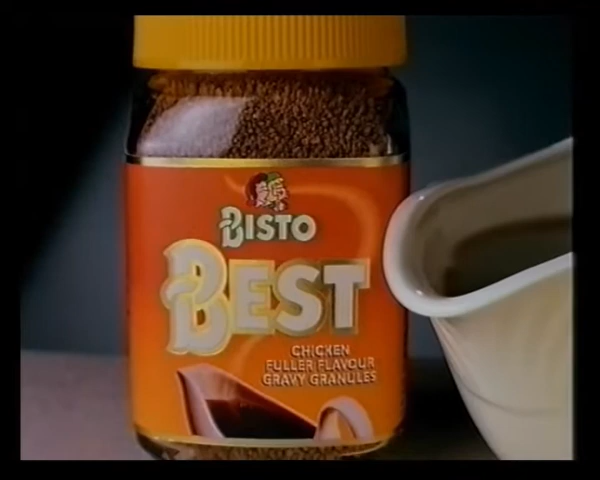 BISTO
BEST
CHICKEN
FULLER FLAVOUR
GRAVY GRANULES